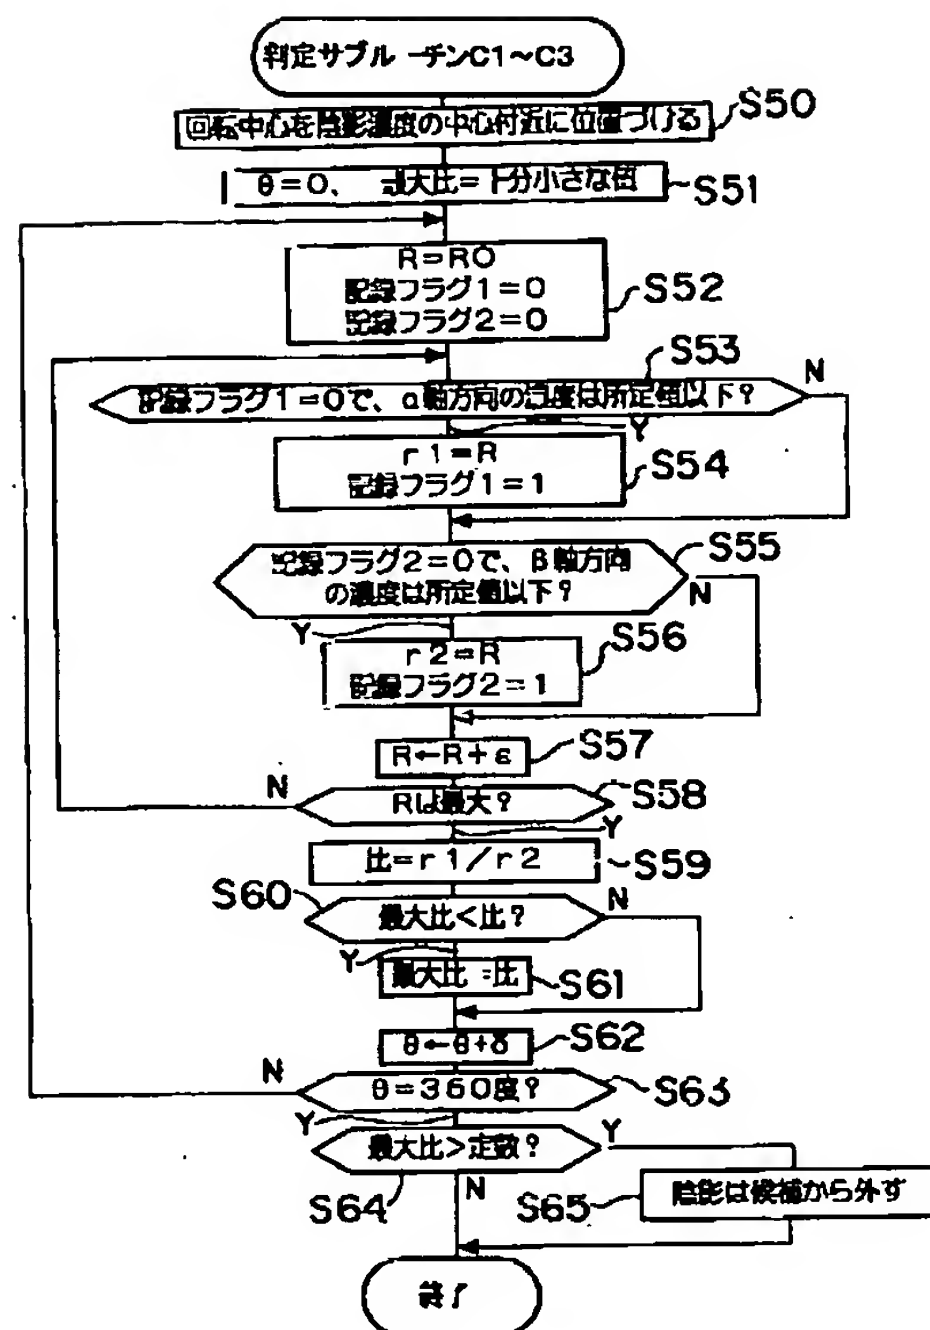 判定サブル ーチンC1～C3
S50
回転中心を陰影濃度の中心付近に位置づける
θ=0、 最大比=十分小さな値
S51
R=R0
記録フラグ1=0
記録フラグ2=0
S52
S53
N
記録フラグ1=0で、α軸方向の濃度は所定値以下？
Y
r1=R
記録フラグ1=1
S54
S55
記録フラグ2=0で、β軸方向
の濃度は所定値以下？
N
Y
S56
r2=R
記録フラグ2=1
S57
R←R+ε
N
S58
Rは最大？
Y
比=r1／r2
S59
S60
N
最大比<比？
Y
最大比=比
S61
S62
θ←θ+δ
N
θ=360度？
S63
Y
最大比>定数？
Y
S64
N
S65
陰影は候補から外す
終了